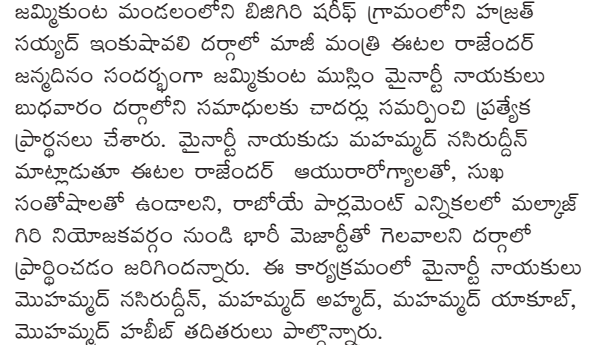 జమ్మికుంట మండలంలోని బిజిగిరి షరీఫ్ గ్రామంలోని హజ్రత్
సయ్యద్ ఇంకుషావలి దర్గాలో మాజీ మంత్రి ఈటల రాజేందర్
జన్మదినం సందర్భంగా జమ్మికుంట ముస్లిం మైనార్టీ నాయకులు
బుధవారం దర్గాలోని సమాధులకు చాదర్లు సమర్పించి ప్రత్యేక
ప్రార్థనలు చేశారు. మైనార్టీ నాయకుడు మహమ్మద్ నసిరుద్దీన్
మాట్లాడుతూ ఈటల రాజేందర్ ఆయురారోగ్యాలతో, సుఖ
సంతోషాలతో ఉండాలని, రాబోయే పార్లమెంట్ ఎన్నికలలో మల్కాజ్
గిరి నియోజకవర్గం నుండి భారీ మెజార్టీతో గెలవాలని దర్గాలో
ప్రార్థించడం జరిగిందన్నారు. ఈ కార్యక్రమంలో మైనార్టీ నాయకులు
మొహమ్మద్ నసిరుద్దీన్, మహమ్మద్ అహ్మద్, మహమ్మద్ యాకూబ్,
మొహమ్మద్ హబీబ్ తదితరులు పాల్గొన్నారు.